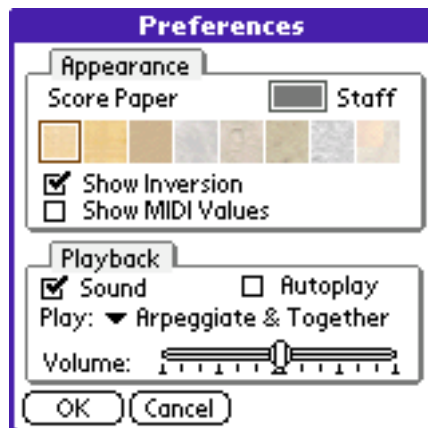 Preferences
Appearance
Score Paper Staff
Show Inversion
Show MIDI Values
Playback
Sound Autoplay
Play: Arpeggiate & Together
Volume:
OK Cancel